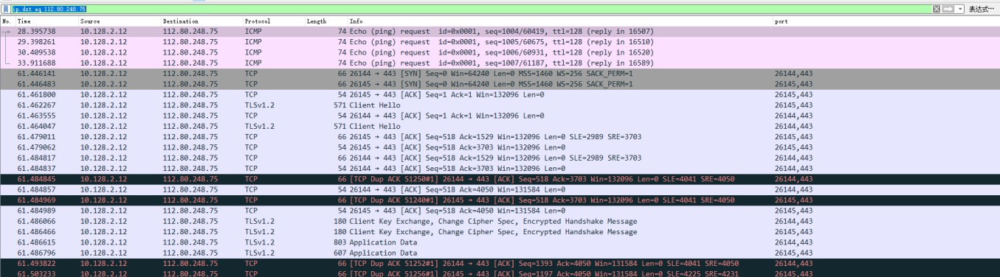 ip dst eq 112.80.248.75 表达式…
No. Time Source Destination Protocol Length Info port
28.395738 10.128.2.12 112.80.248.75 ICMP 74 Echo (ping) request id=0x0001, seq=1004/60419, ttl=128 (reply in 16507)
29.398261 10.128.2.12 112.80.248.75 ICMP 74 Echo (ping) request id=0x0001, seq=1005/60675, ttl=128 (reply in 16510)
30.409538 10.128.2.12 112.80.248.75 ICMP 74 Echo (ping) request id=0x0001, seq=1006/60931, ttl=128 (reply in 16520)
33.911688 10.128.2.12 112.80.248.75 ICMP 74 Echo (ping) request id=0x0001, seq=1007/61187, ttl=128 (reply in 16589)
61.446141 10.128.2.12 112.80.248.75 TCP 66 26144 → 443 [SYN] Seq=0 Win=64240 Len=0 MSS=1460 WS=256 SACK_PERM=1 26144,443
61.446483 10.128.2.12 112.80.248.75 TCP 66 26145 → 443 [SYN] Seq=0 Win=64240 Len=0 MSS=1460 WS=256 SACK_PERM=1 26145,443
61.461800 10.128.2.12 112.80.248.75 TCP 54 26145 → 443 [ACK] Seq=1 Ack=1 Win=132096 Len=0 26145,443
61.462267 10.128.2.12 112.80.248.75 TLSv1.2 571 Client Hello 26145,443
61.463555 10.128.2.12 112.80.248.75 TCP 54 26144 → 443 [ACK] Seq=1 Ack=1 Win=132096 Len=0 26144,443
61.464047 10.128.2.12 112.80.248.75 TLSv1.2 571 Client Hello 26144,443
61.479011 10.128.2.12 112.80.248.75 TCP 66 26145 → 443 [ACK] Seq=518 Ack=1529 Win=132096 Len=0 SLE=2989 SRE=3703 26145,443
61.479062 10.128.2.12 112.80.248.75 TCP 54 26145 → 443 [ACK] Seq=518 Ack=3703 Win=132096 Len=0 26145,443
61.484817 10.128.2.12 112.80.248.75 TCP 66 26144 → 443 [ACK] Seq=518 Ack=1529 Win=132096 Len=0 SLE=2989 SRE=3703 26144,443
61.484837 10.128.2.12 112.80.248.75 TCP 54 26144 → 443 [ACK] Seq=518 Ack=3703 Win=132096 Len=0 26144,443
61.484845 10.128.2.12 112.80.248.75 TCP 66 [TCP Dup ACK 51250#1] 26144 → 443 [ACK] Seq=518 Ack=3703 Win=132096 Len=0 SLE=4041 SRE=4050 26144,443
61.484857 10.128.2.12 112.80.248.75 TCP 54 26144 → 443 [ACK] Seq=518 Ack=4050 Win=131584 Len=0 26144,443
61.484969 10.128.2.12 112.80.248.75 TCP 66 [TCP Dup ACK 51240#1] 26145 → 443 [ACK] Seq=518 Ack=3703 Win=132096 Len=0 SLE=4041 SRE=4050 26145,443
61.484989 10.128.2.12 112.80.248.75 TCP 54 26145 → 443 [ACK] Seq=518 Ack=4050 Win=131584 Len=0 26145,443
61.486066 10.128.2.12 112.80.248.75 TLSv1.2 180 Client Key Exchange, Change Cipher Spec, Encrypted Handshake Message 26144,443
61.486466 10.128.2.12 112.80.248.75 TLSv1.2 180 Client Key Exchange, Change Cipher Spec, Encrypted Handshake Message 26145,443
61.486615 10.128.2.12 112.80.248.75 TLSv1.2 803 Application Data 26144,443
61.486796 10.128.2.12 112.80.248.75 TLSv1.2 607 Application Data 26145,443
61.493822 10.128.2.12 112.80.248.75 TCP 66 [TCP Dup ACK 51252#1] 26144 → 443 [ACK] Seq=1393 Ack=4050 Win=131584 Len=0 SLE=4041 SRE=4050 26144,443
61.503233 10.128.2.12 112.80.248.75 TCP 66 [TCP Dup ACK 51256#1] 26145 → 443 [ACK] Seq=1197 Ack=4050 Win=131584 Len=0 SLE=4225 SRE=4231 26145,443